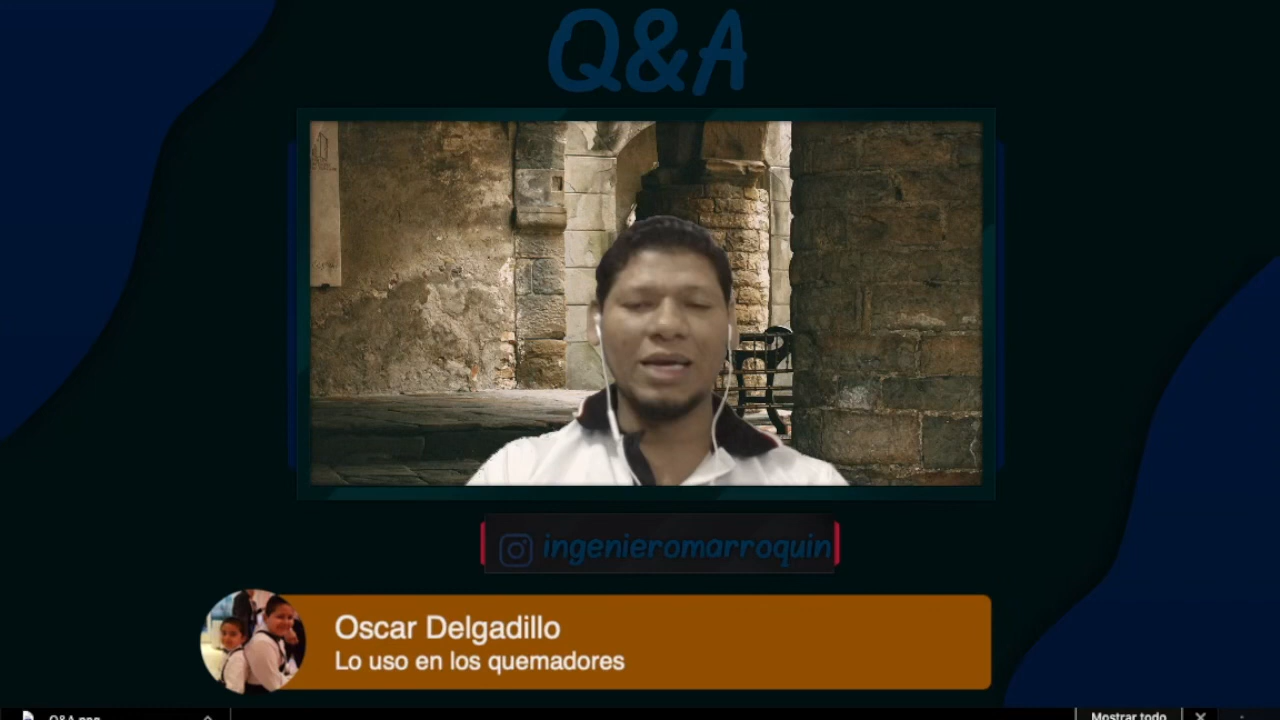 Q&A
ingenieromarroquin
Oscar Delgadillo
Lo uso en los quemadores
Mostrar todo